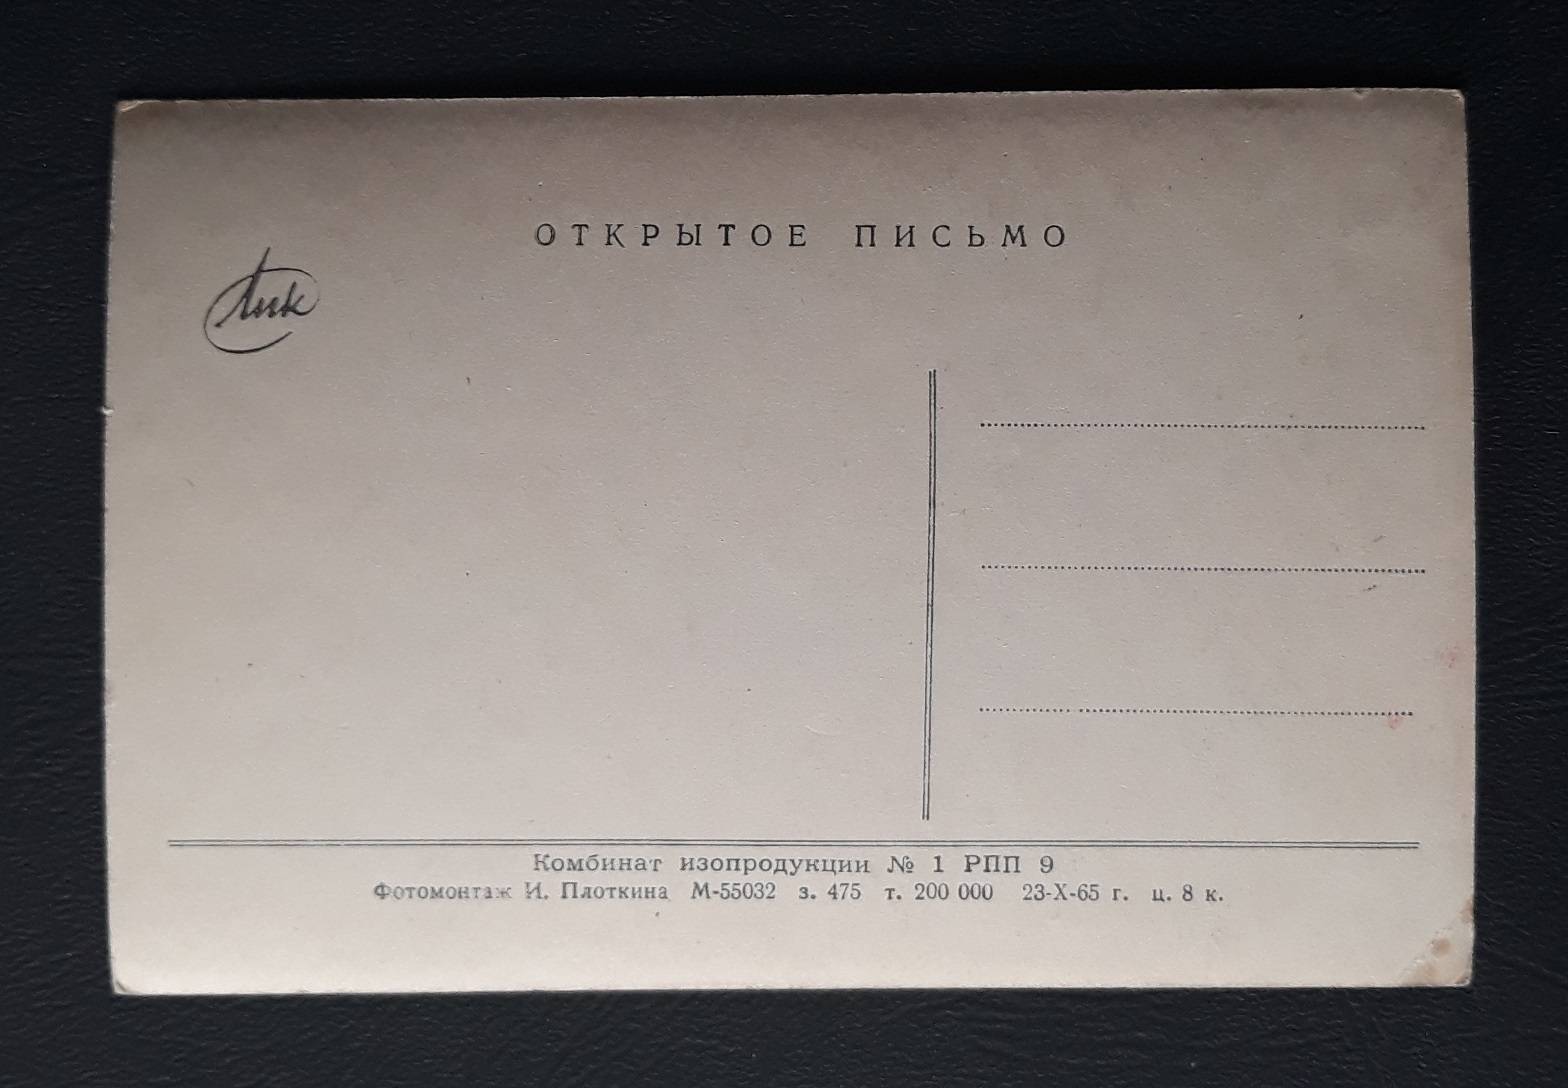 ОТКРЫТОЕ ПИСЬМО
Лик
Комбинат изопродукции № 1 РПП 9
Фотомонтаж И. Плоткина М-55032 з. 475 т. 200 000 23-X-65 г. ц. 8 к.